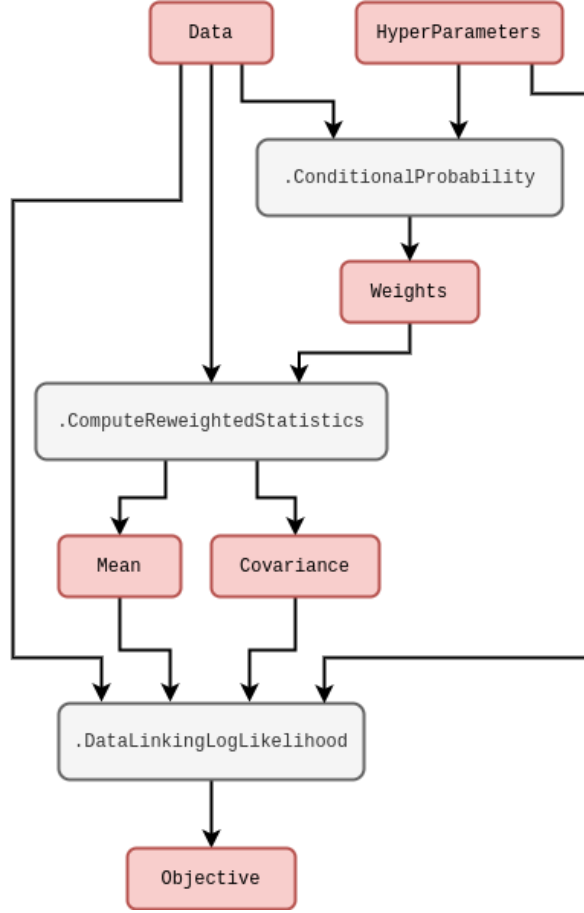 Data
HyperParameters
.ConditionalProbability
Weights
.ComputeReweightedStatistics
Mean
Covariance
.DataLinkingLogLikelihood
Objective